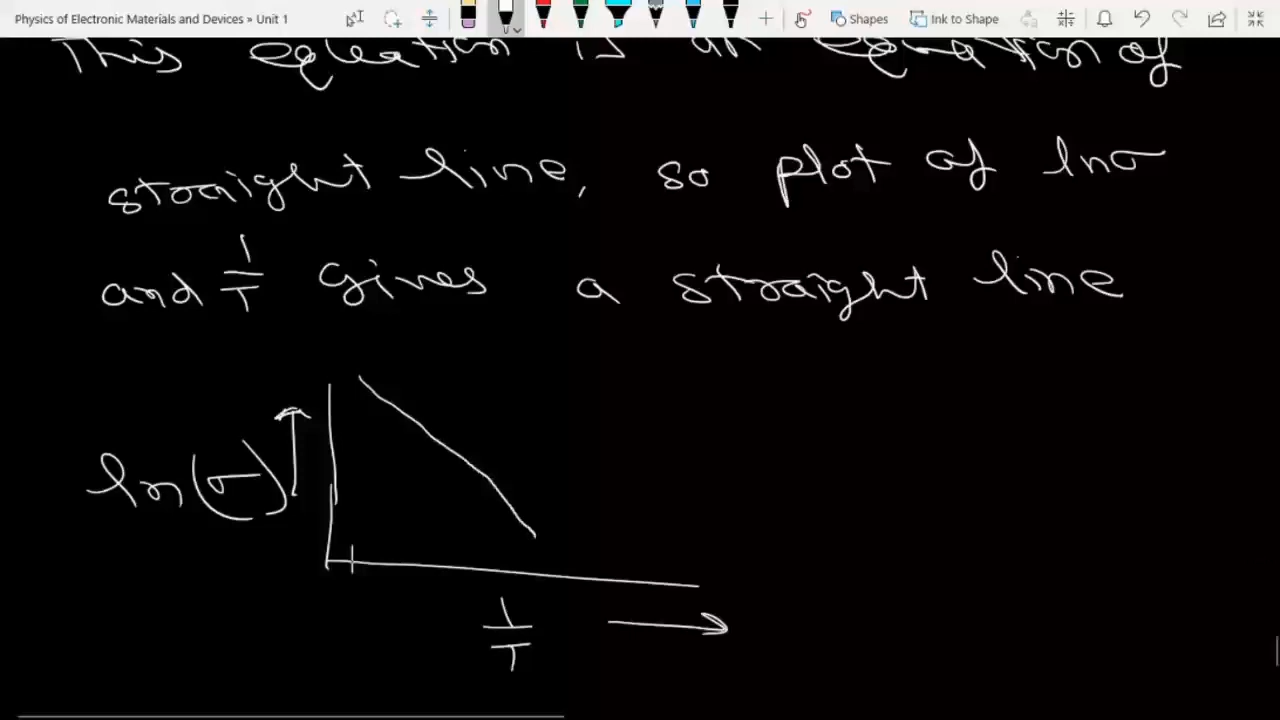 Physics of Electronic Materials and Devices » Unit 1
Shapes
Ink to Shape
This equation is an equation of
straight line, so plot of lnσ
and 1/T gives a straight line
ln(σ)
1/T